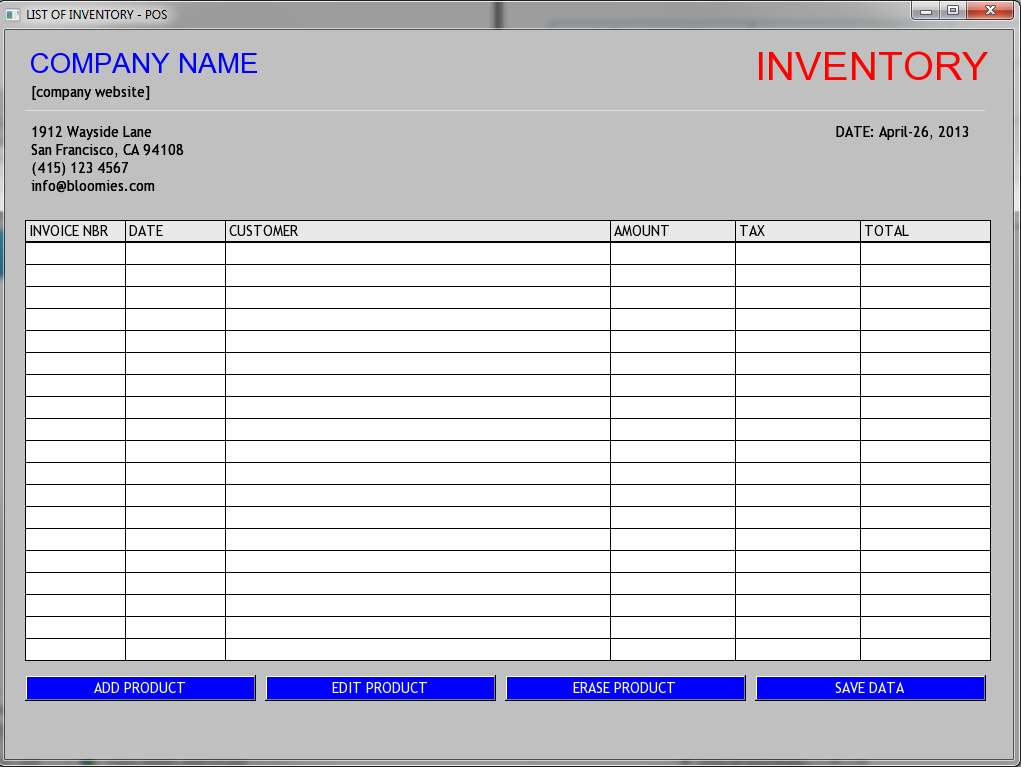 LIST OF INVENTORY - POS
COMPANY NAME
INVENTORY
[company website]
1912 Wayside Lane
DATE: April-26, 2013
San Francisco, CA 94108
(415) 123 4567
info@bloomies.com
INVOICE NBR DATE CUSTOMER AMOUNT TAX TOTAL
ADD PRODUCT EDIT PRODUCT ERASE PRODUCT SAVE DATA